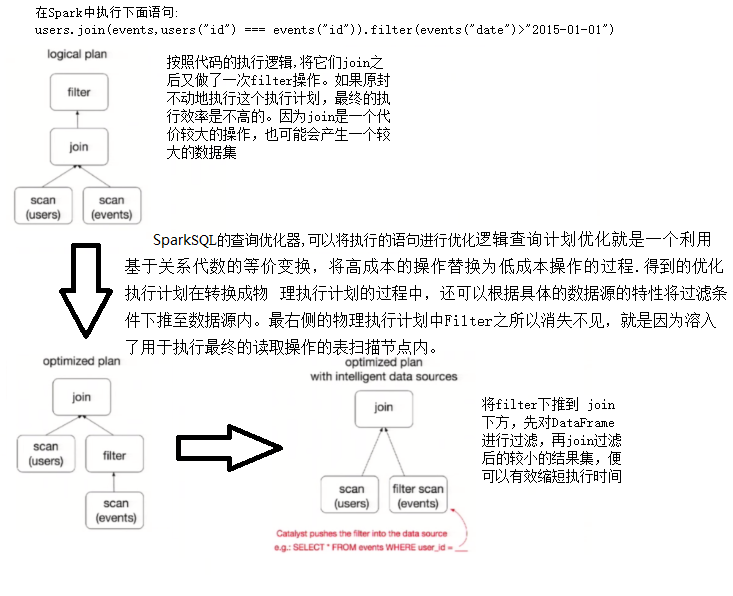 在Spark中执行下面语句:
users.join(events,users("id") === events("id")).filter(events("date")>"2015-01-01")
logical plan
filter
join
scan
(users)
scan
(events)
按照代码的执行逻辑,将它们join之
后又做了一次filter操作。如果原封
不动地执行这个执行计划，最终的执
行效率是不高的。因为join是一个代
价较大的操作，也可能会产生一个较
大的数据集
SparkSQL的查询优化器,可以将执行的语句进行优化逻辑查询计划优化就是一个利用
基于关系代数的等价变换，将高成本的操作替换为低成本操作的过程.得到的优化
执行计划在转换成物 理执行计划的过程中，还可以根据具体的数据源的特性将过滤条
件下推至数据源内。最右侧的物理执行计划中Filter之所以消失不见，就是因为溶入
了用于执行最终的读取操作的表扫描节点内。
optimized plan
join
scan
(users)
filter
scan
(events)
optimized plan
with intelligent data sources
join
scan
(users)
filter scan
(events)
Catalyst pushes the filter into the data source
e.g.: SELECT * FROM events WHERE user_id = ___
将filter下推到 join
下方，先对DataFrame
进行过滤，再join过滤
后的较小的结果集，便
可以有效缩短执行时间